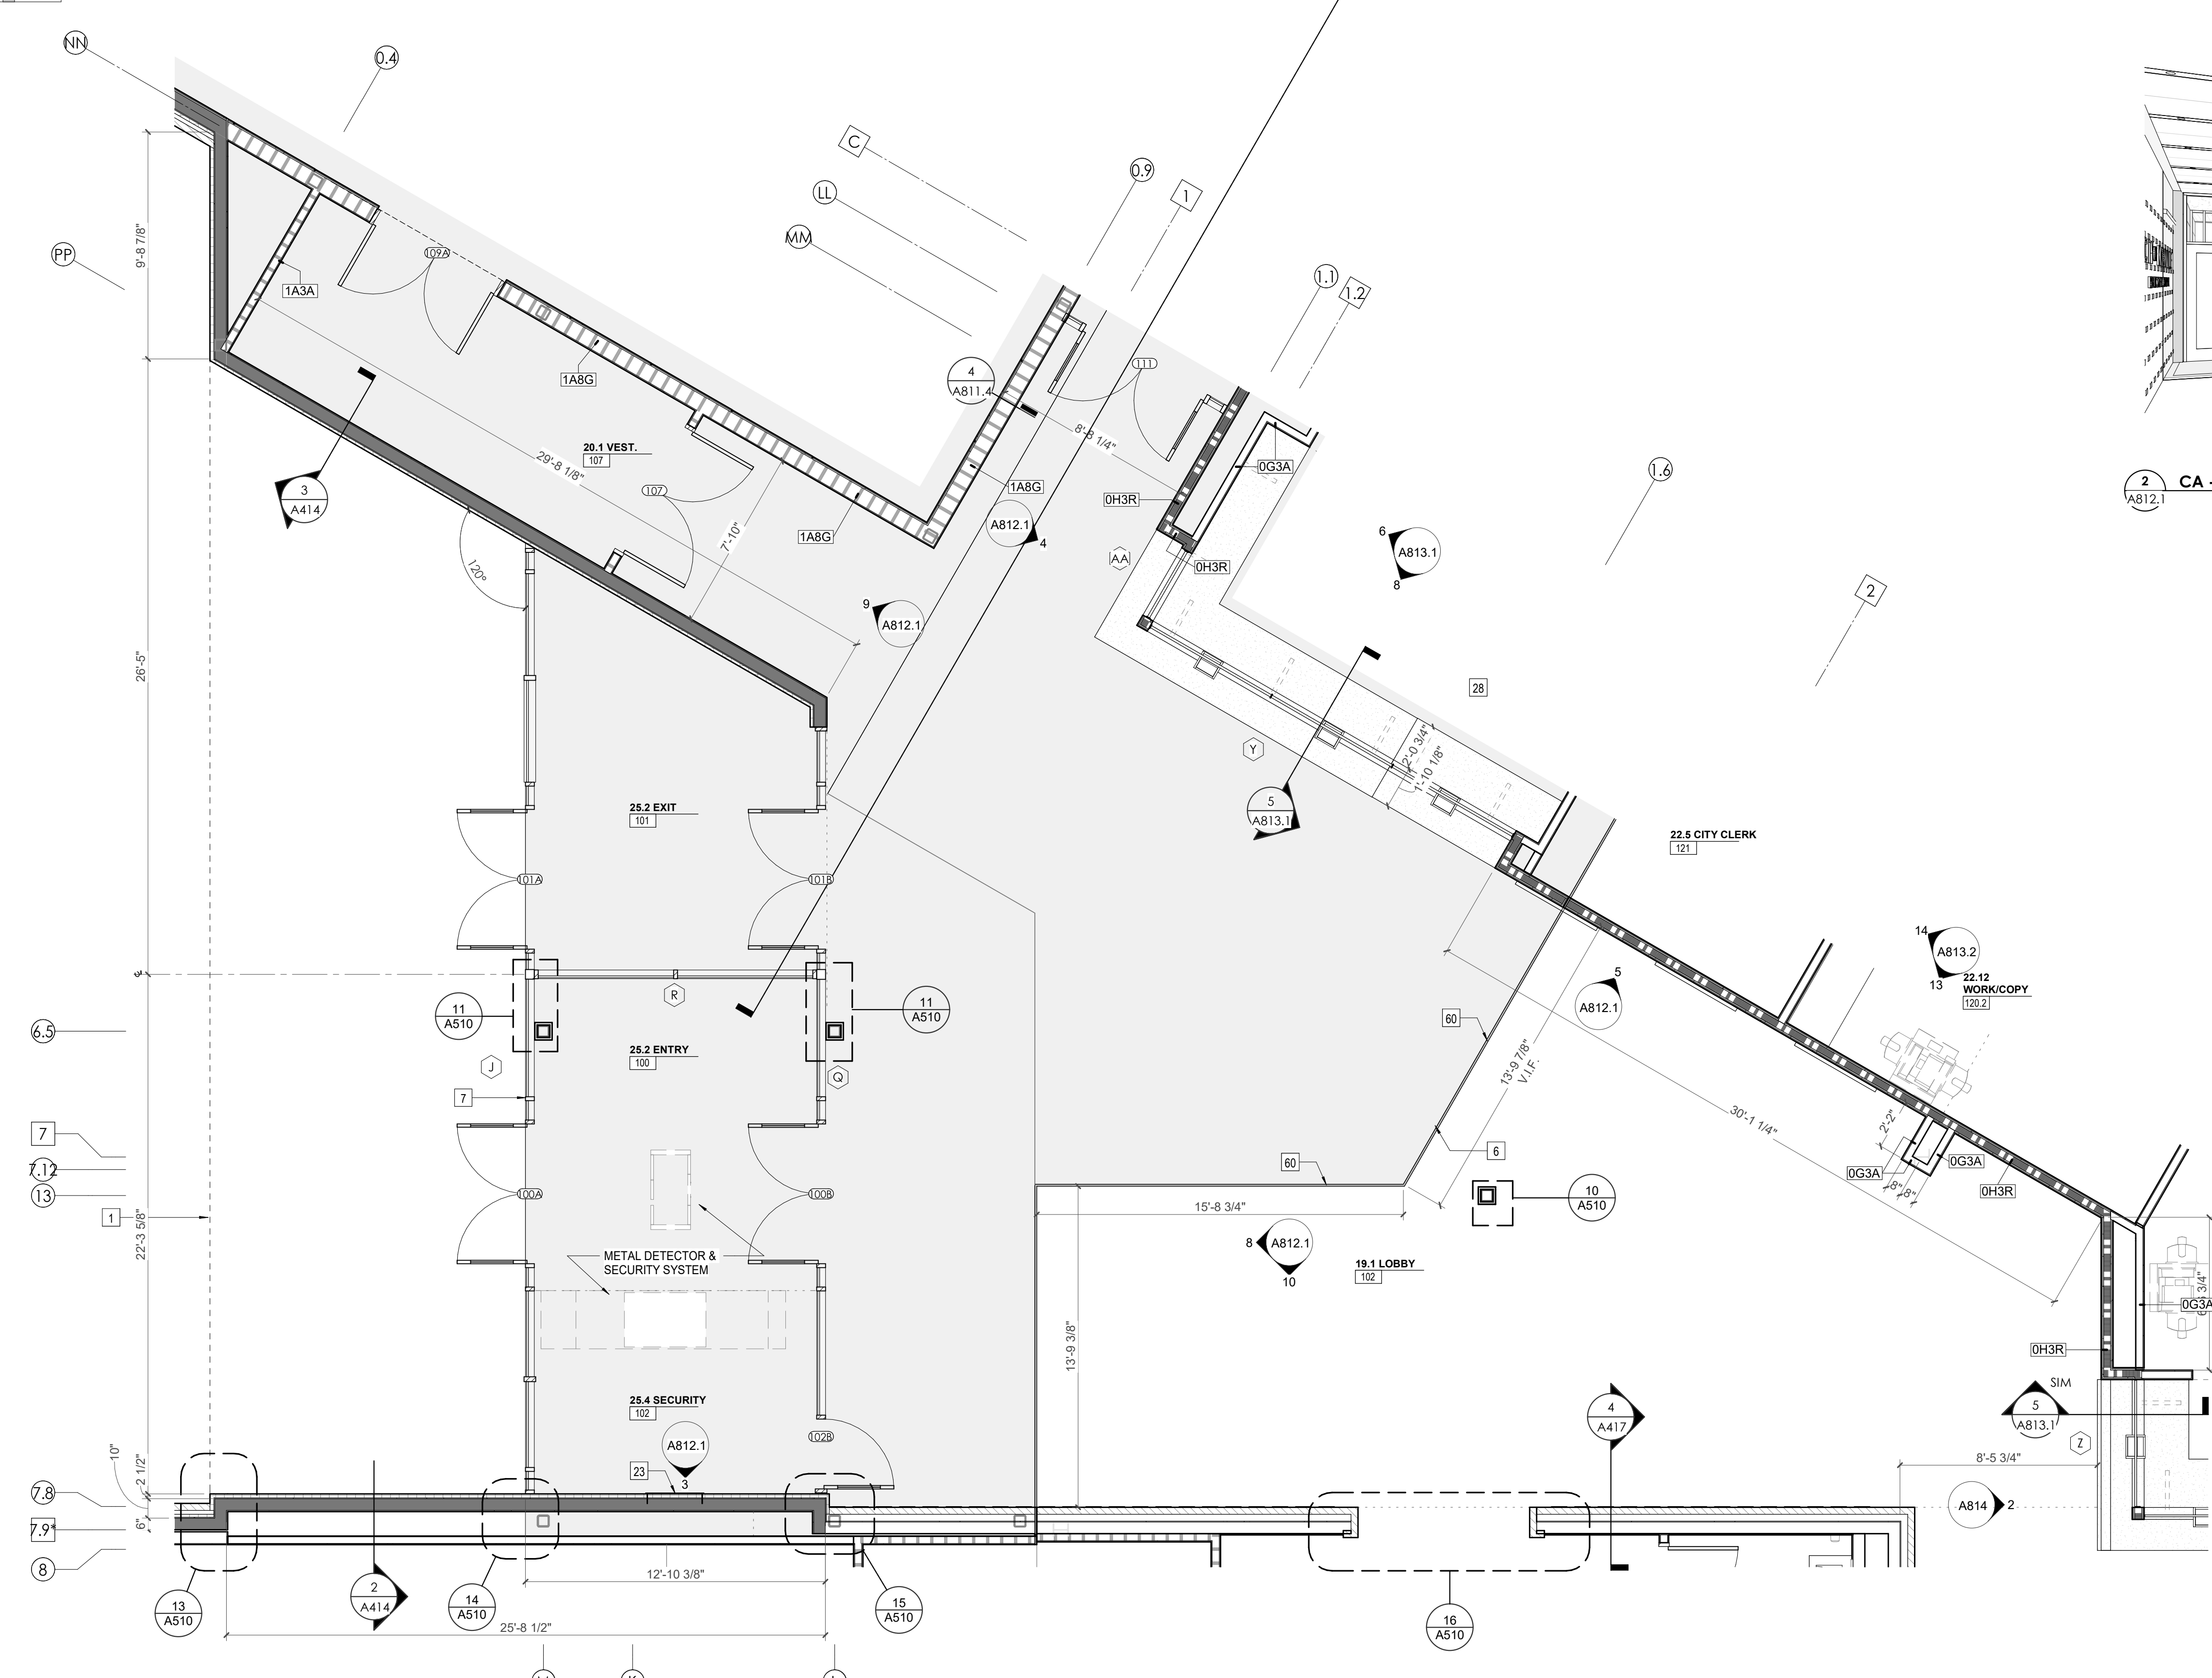 NN
0.4
C
0.9
LL
1
MM
PP
9'-8 7/8"
109A
1A3A
1.1
1.2
1A8G
4
A811.4
111
8'-8 1/4"
20.1 VEST.
107
29'-8 1/8"
0G3A
1.6
3
A414
107
1A8G
0H3R
2
A812.1
CA -
1A8G
7'-10"
A812.1
4
6
A813.1
8
AA
0H3R
120°
2
9
A812.1
26'-5"
28
2'-0 3/4"
1'-10 1/8"
Y
5
A813.1
25.2 EXIT
101
22.5 CITY CLERK
121
101A
101B
14
A813.2
13
22.12
WORK/COPY
120.2
5
A812.1
R
11
A510
11
A510
60
6.5
25.2 ENTRY
100
J
Q
13'-9 7/8"
V.I.F.
7
30'-1 1/4"
2'-2"
7
6
60
0G3A
0G3A
0H3R
7.12
13
100A
100B
8"
8"
10
A510
1
15'-8 3/4"
22'-3 5/8"
METAL DETECTOR &
SECURITY SYSTEM
8
A812.1
10
19.1 LOBBY
102
0G3A
13'-9 3/8"
0H3R
25.4 SECURITY
102
SIM
5
A813.1
4
A417
102B
A812.1
3
Z
10"
2 1/2"
23
8'-5 3/4"
7.8
A814
2
7.9*
6"
8
12'-10 3/8"
13
A510
2
A414
14
A510
15
A510
16
A510
25'-8 1/2"